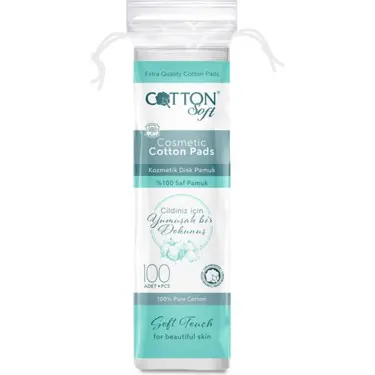 Extra Quality Cotton Pads
COTTON
Soft
Cosmetic
Cotton Pads
Kozmetik Disk Pamuk
%100 Saf Pamuk
Cildiniz için
Yumuşak bir
Dokunuş
100
ADET • PCS
100% Pure Cotton
Soft Touch
for beautiful skin